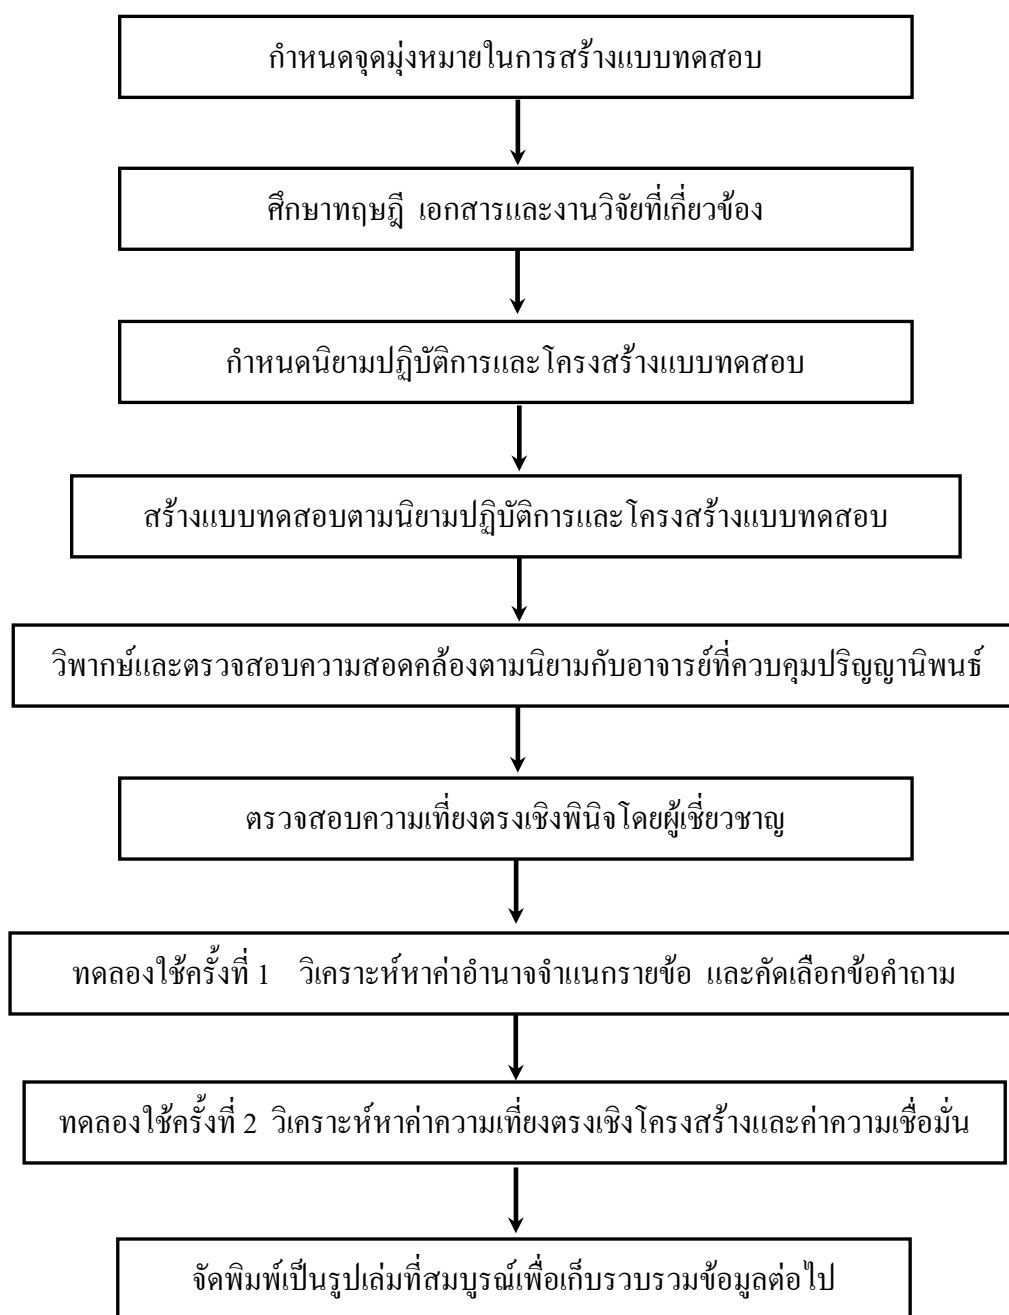 กำหนดจุดมุ่งหมายในการสร้างแบบทดสอบ
ศึกษาทฤษฎี เอกสารและงานวิจัยที่เกี่ยวข้อง
กำหนดนิยามปฏิบัติการและโครงสร้างแบบทดสอบ
สร้างแบบทดสอบตามนิยามปฏิบัติการและโครงสร้างแบบทดสอบ
วิพากษ์และตรวจสอบความสอดคล้องตามนิยามกับอาจารย์ที่ควบคุมปริญญานิพนธ์
ตรวจสอบความเที่ยงตรงเชิงพินิจโดยผู้เชี่ยวชาญ
ทดลองใช้ครั้งที่ 1 วิเคราะห์หาค่าอำนาจจำแนกรายข้อ และคัดเลือกข้อคำถาม
ทดลองใช้ครั้งที่ 2 วิเคราะห์หาค่าความเที่ยงตรงเชิงโครงสร้างและค่าความเชื่อมั่น
จัดพิมพ์เป็นรูปเล่มที่สมบูรณ์เพื่อเก็บรวบรวมข้อมูลต่อไป